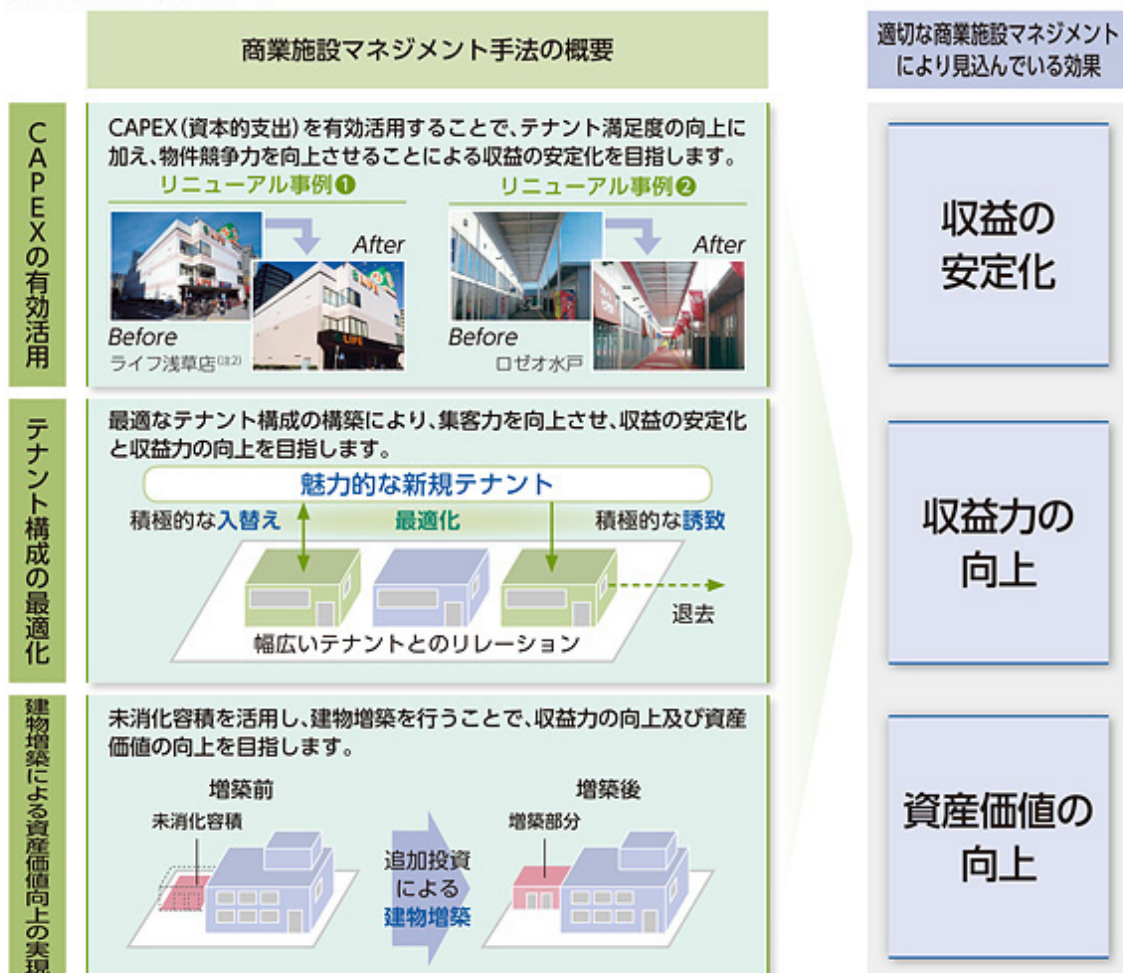 商業施設マネジメント手法の概要
適切な商業施設マネジメント
により見込んでいる効果
CAPEXの有効活用
CAPEX(資本的支出)を有効活用することで、テナント満足度の向上に
加え、物件競争力を向上させることによる収益の安定化を目指します。
リニューアル事例❶
リニューアル事例❷
After
After
LIFE
Before
Before
ライフ浅草店(注2)
ロゼオ水戸
収益の
安定化
テナント構成の最適化
最適なテナント構成の構築により、集客力を向上させ、収益の安定化
と収益力の向上を目指します。
魅力的な新規テナント
積極的な入替え
最適化
積極的な誘致
退去
幅広いテナントとのリレーション
収益力の
向上
建物増築による資産価値向上の実現
未消化容積を活用し、建物増築を行うことで、収益力の向上及び資産
価値の向上を目指します。
増築前
増築後
未消化容積
増築部分
追加投資
による
建物増築
資産価値の
向上